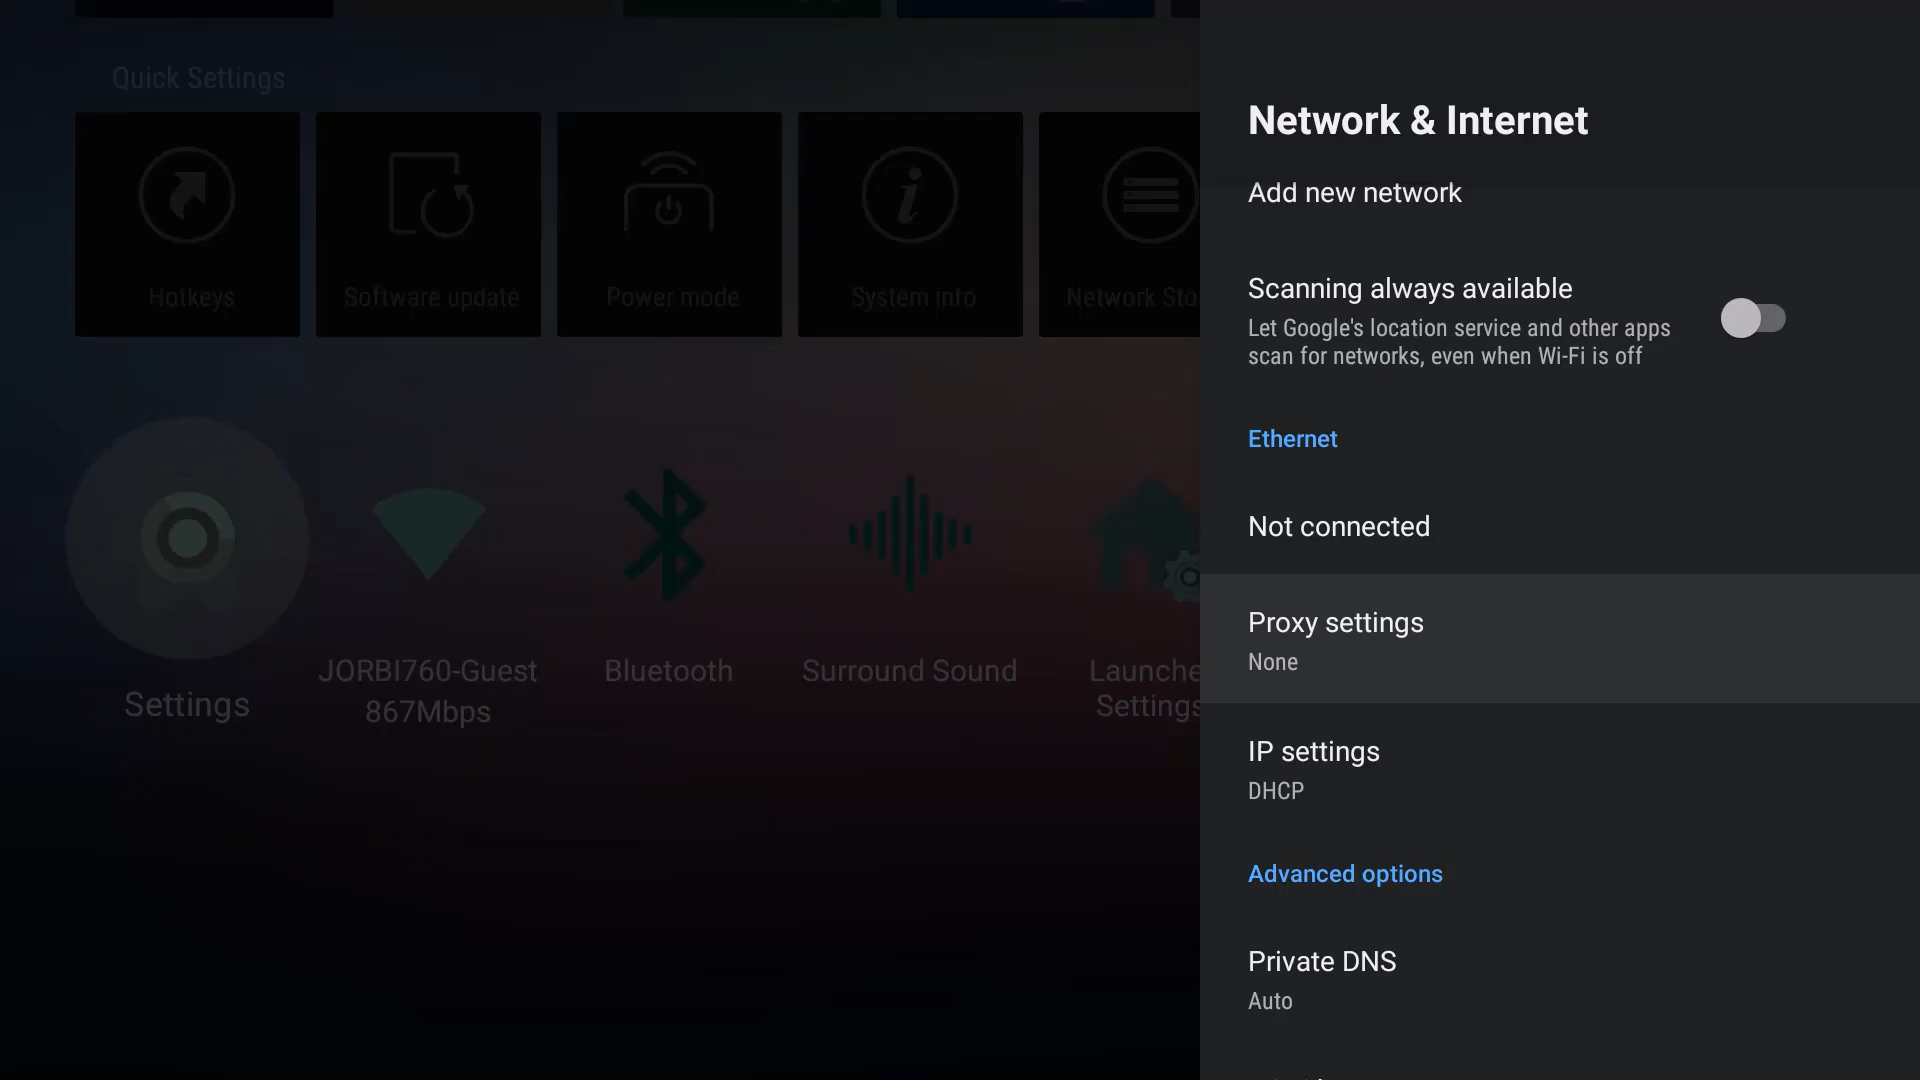 Quick Settings
Hotkeys
Software update
Power mode
System info
Network Sto
Settings
JORBI760-Guest
867Mbps
Bluetooth
Surround Sound
Launche
Settings
Network & Internet
Add new network
Scanning always available
Let Google's location service and other apps
scan for networks, even when Wi-Fi is off
Ethernet
Not connected
Proxy settings
None
IP settings
DHCP
Advanced options
Private DNS
Auto